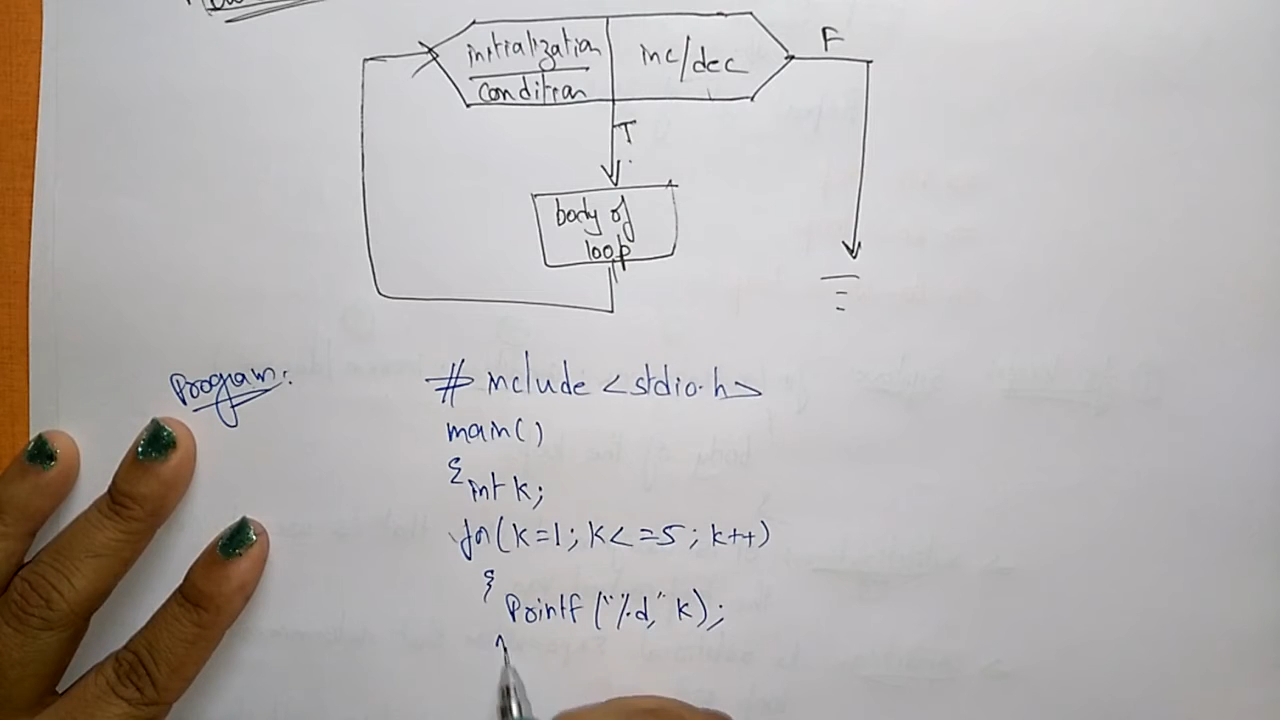 initialization
condition
inc/dec
F
T
body of
loop
Program:
# include <stdio.h>
main()
{ int k;
for(k=1; k<=5; k++)
{
Printf ("%d," k);